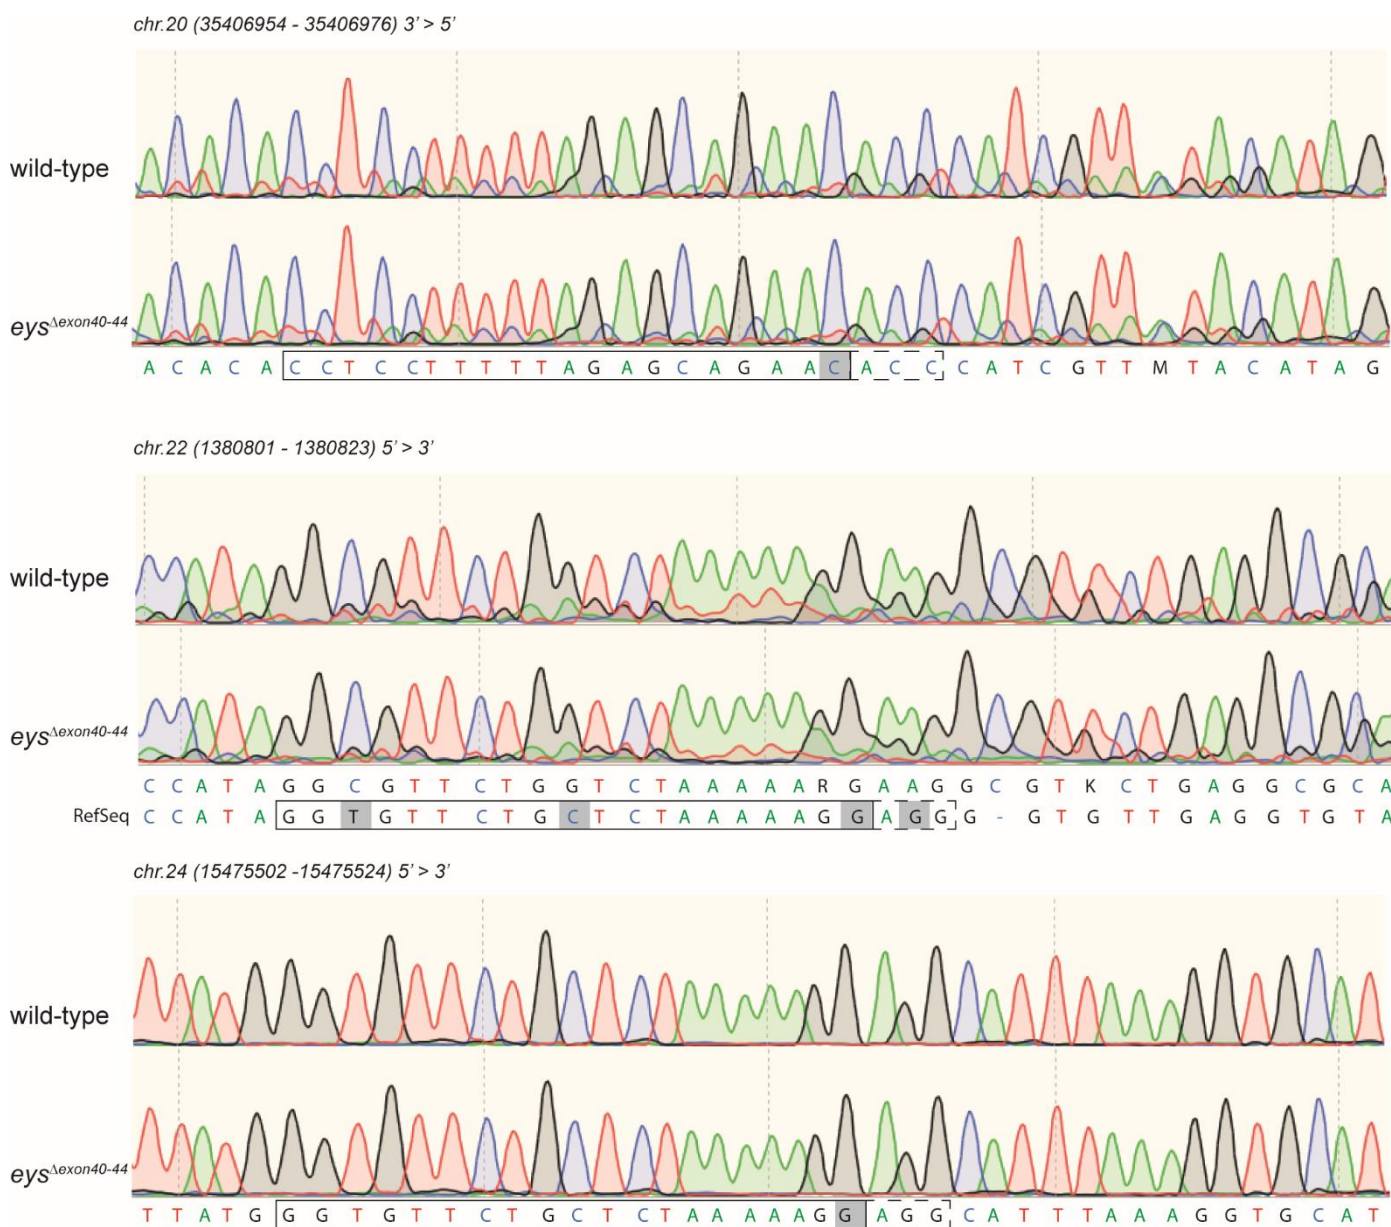 chr.20 (35406954 - 35406976) 3' > 5'
wild-type
eysΔexon40-44
A C A C A C C T C C T T T T T A G A G C A G A A C A C C C A T C G T T M T A C A T A G
chr.22 (1380801 - 1380823) 5' > 3'
wild-type
eysΔexon40-44
C C A T A G G C G T T C T G G T C T A A A A A R G A A G G C G T K C T G A G G C G C A
RefSeq C C A T A G G T G T T C T G C T C T A A A A A G G A G G G - G T G T T G A G G T G T A
chr.24 (15475502 -15475524) 5' > 3'
wild-type
eysΔexon40-44
T T A T G G G T G T T C T G C T C T A A A A A G G A G G C A T T T A A A G G T G C A T